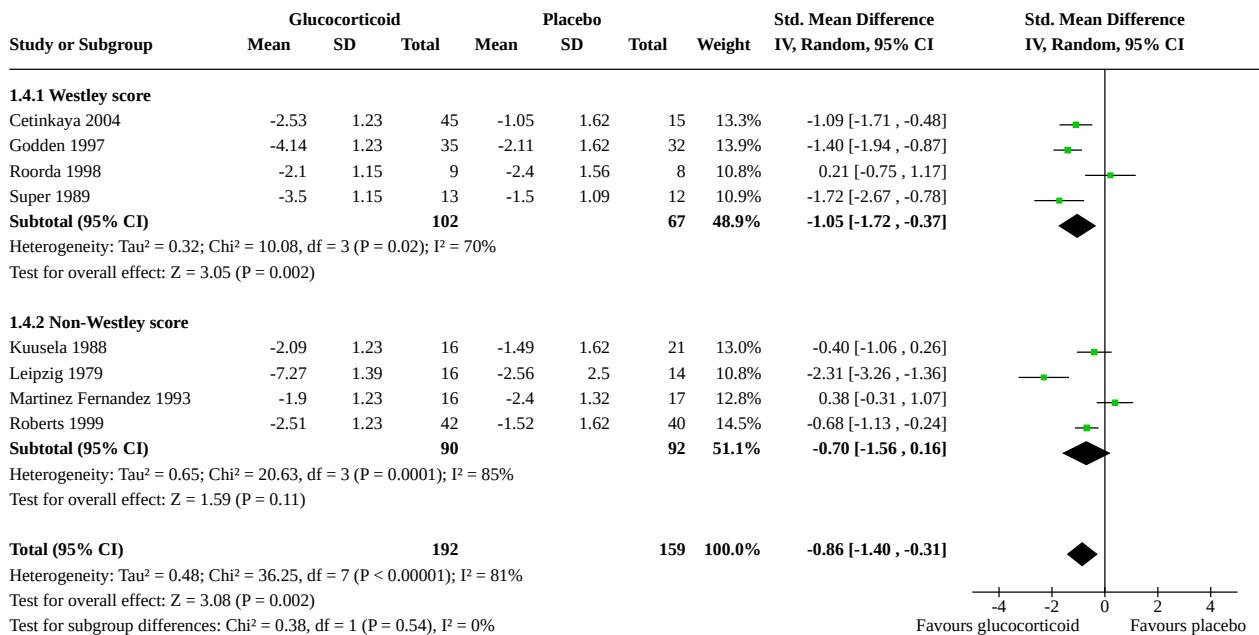 Glucocorticoid Placebo Std. Mean Difference Std. Mean Difference
Study or Subgroup Mean SD Total Mean SD Total Weight IV, Random, 95% CI IV, Random, 95% CI
1.4.1 Westley score
Cetinkaya 2004 -2.53 1.23 45 -1.05 1.62 15 13.3% -1.09 [-1.71 , -0.48]
Godden 1997 -4.14 1.23 35 -2.11 1.62 32 13.9% -1.40 [-1.94 , -0.87]
Roorda 1998 -2.1 1.15 9 -2.4 1.56 8 10.8% 0.21 [-0.75 , 1.17]
Super 1989 -3.5 1.15 13 -1.5 1.09 12 10.9% -1.72 [-2.67 , -0.78]
Subtotal (95% CI) 102 67 48.9% -1.05 [-1.72 , -0.37]
Heterogeneity: Tau² = 0.32; Chi² = 10.08, df = 3 (P = 0.02); I² = 70%
Test for overall effect: Z = 3.05 (P = 0.002)
1.4.2 Non-Westley score
Kuusela 1988 -2.09 1.23 16 -1.49 1.62 21 13.0% -0.40 [-1.06 , 0.26]
Leipzig 1979 -7.27 1.39 16 -2.56 2.5 14 10.8% -2.31 [-3.26 , -1.36]
Martinez Fernandez 1993 -1.9 1.23 16 -2.4 1.32 17 12.8% 0.38 [-0.31 , 1.07]
Roberts 1999 -2.51 1.23 42 -1.52 1.62 40 14.5% -0.68 [-1.13 , -0.24]
Subtotal (95% CI) 90 92 51.1% -0.70 [-1.56 , 0.16]
Heterogeneity: Tau² = 0.65; Chi² = 20.63, df = 3 (P = 0.0001); I² = 85%
Test for overall effect: Z = 1.59 (P = 0.11)
Total (95% CI) 192 159 100.0% -0.86 [-1.40 , -0.31]
Heterogeneity: Tau² = 0.48; Chi² = 36.25, df = 7 (P < 0.00001); I² = 81%
Test for overall effect: Z = 3.08 (P = 0.002)
Test for subgroup differences: Chi² = 0.38, df = 1 (P = 0.54), I² = 0%
-4 -2 0 2 4
Favours glucocorticoid Favours placebo